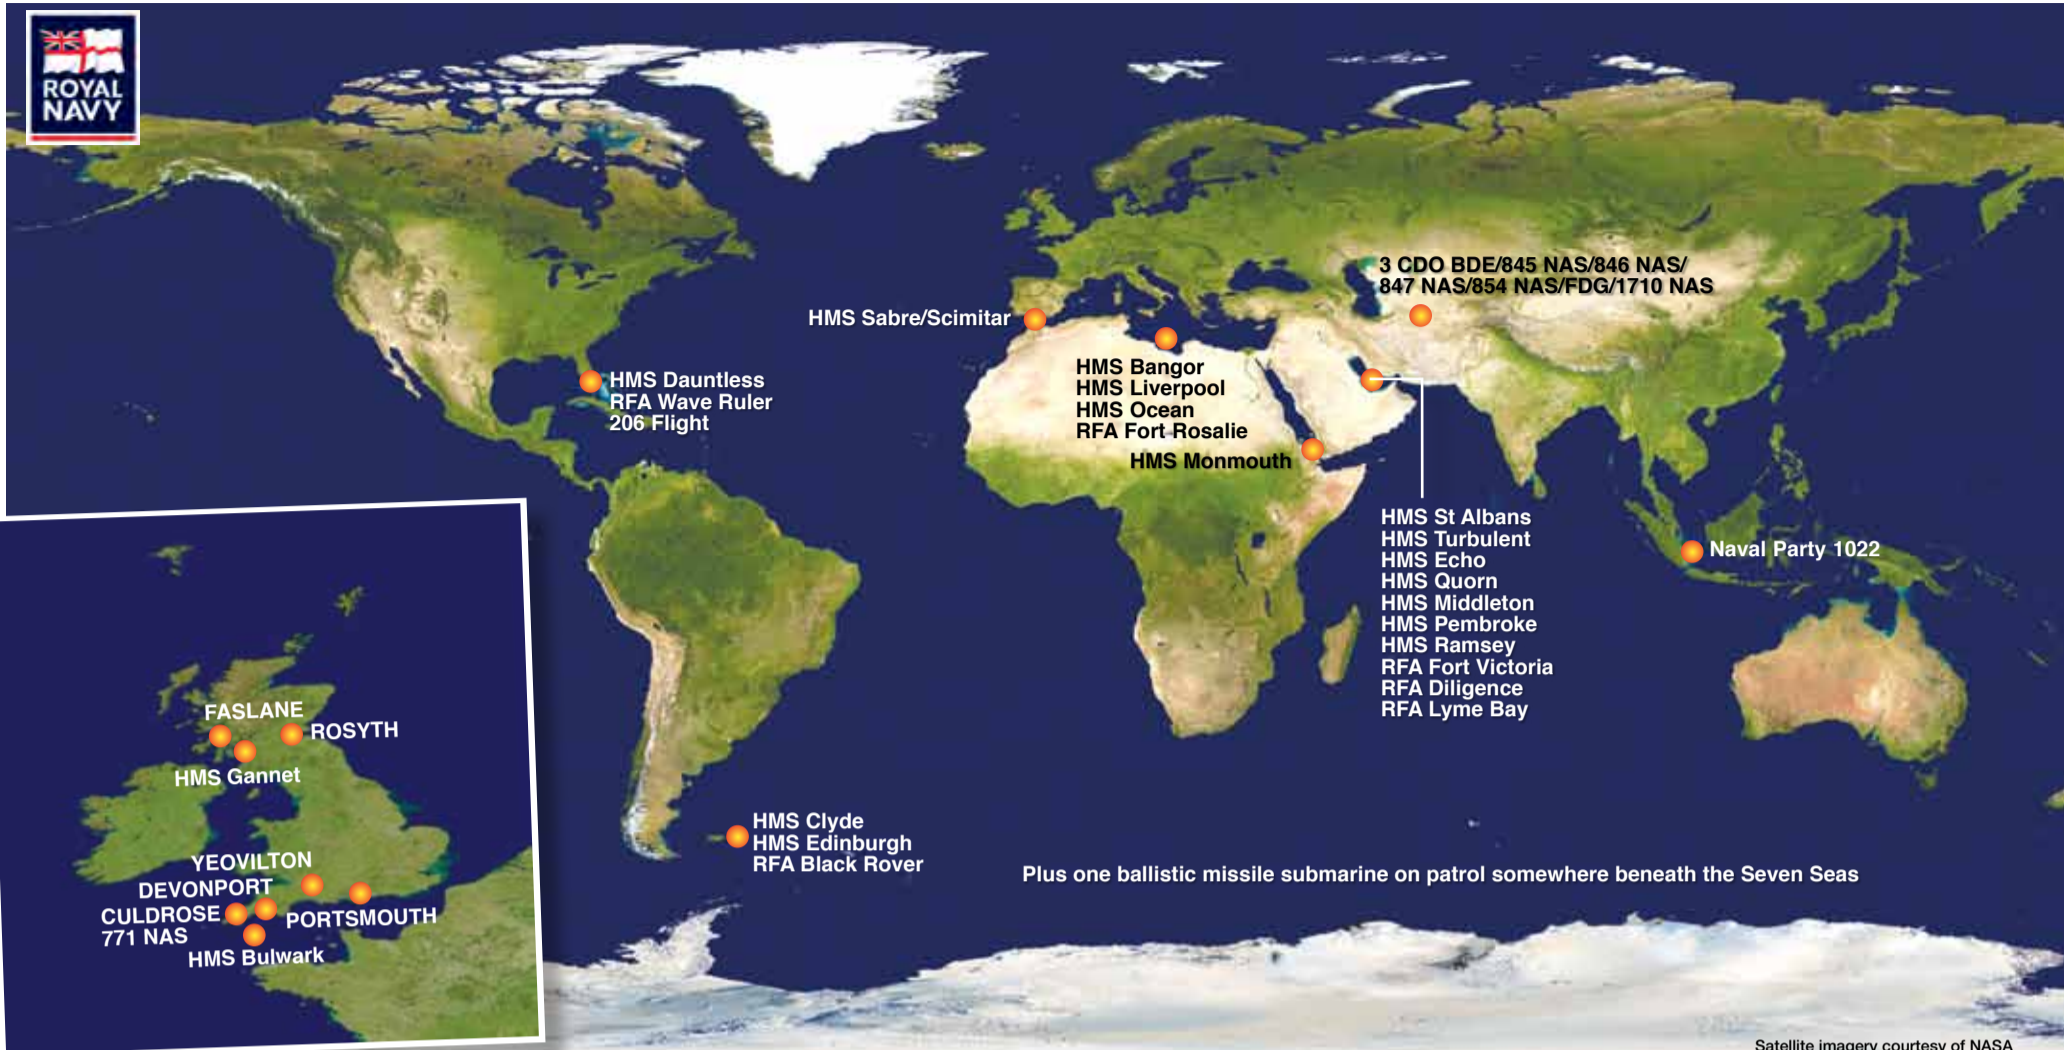 ROYAL
NAVY
3 CDO BDE/845 NAS/846 NAS/
847 NAS/854 NAS/FDG/1710 NAS
HMS Sabre/Scimitar
HMS Dauntless
RFA Wave Ruler
206 Flight
HMS Bangor
HMS Liverpool
HMS Ocean
RFA Fort Rosalie
HMS Monmouth
HMS St Albans
HMS Turbulent
HMS Echo
HMS Quorn
HMS Middleton
HMS Pembroke
HMS Ramsey
RFA Fort Victoria
RFA Diligence
RFA Lyme Bay
Naval Party 1022
HMS Clyde
HMS Edinburgh
RFA Black Rover
Plus one ballistic missile submarine on patrol somewhere beneath the Seven Seas
FASLANE
ROSYTH
HMS Gannet
YEOVILTON
DEVONPORT
CULDROSE
771 NAS
PORTSMOUTH
HMS Bulwark
Satellite imagery courtesy of NASA